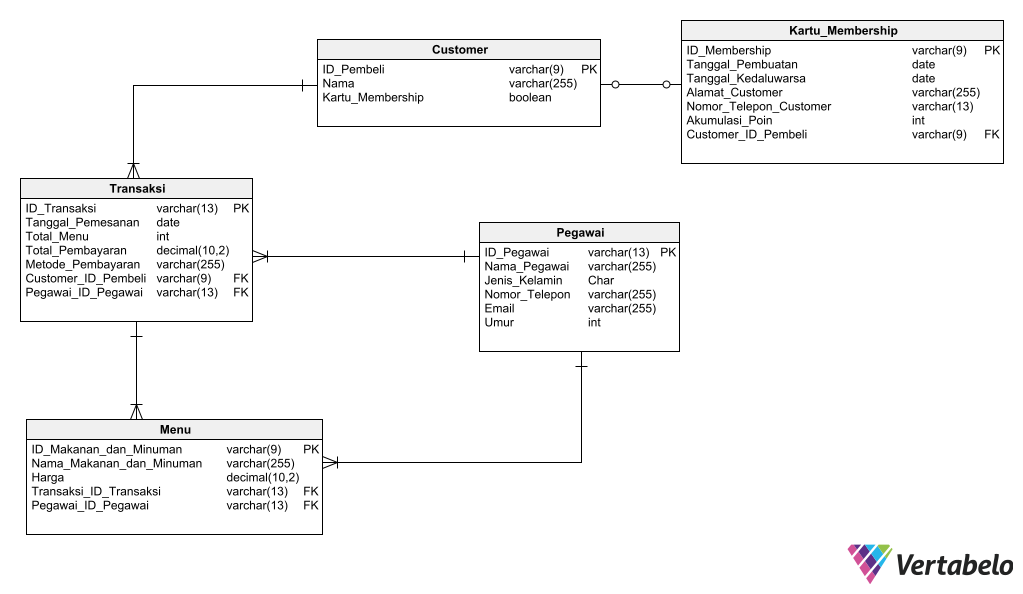 Customer
ID_Pembeli varchar(9) PK
Nama varchar(255)
Kartu_Membership boolean
Kartu_Membership
ID_Membership varchar(9) PK
Tanggal_Pembuatan date
Tanggal_Kedaluwarsa date
Alamat_Customer varchar(255)
Nomor_Telepon_Customer varchar(13)
Akumulasi_Poin int
Customer_ID_Pembeli varchar(9) FK
Transaksi
ID_Transaksi varchar(13) PK
Tanggal_Pemesanan date
Total_Menu int
Total_Pembayaran decimal(10,2)
Metode_Pembayaran varchar(255)
Customer_ID_Pembeli varchar(9) FK
Pegawai_ID_Pegawai varchar(13) FK
Pegawai
ID_Pegawai varchar(13) PK
Nama_Pegawai varchar(255)
Jenis_Kelamin Char
Nomor_Telepon varchar(255)
Email varchar(255)
Umur int
Menu
ID_Makanan_dan_Minuman varchar(9) PK
Nama_Makanan_dan_Minuman varchar(255)
Harga decimal(10,2)
Transaksi_ID_Transaksi varchar(13) FK
Pegawai_ID_Pegawai varchar(13) FK
Vertabelo